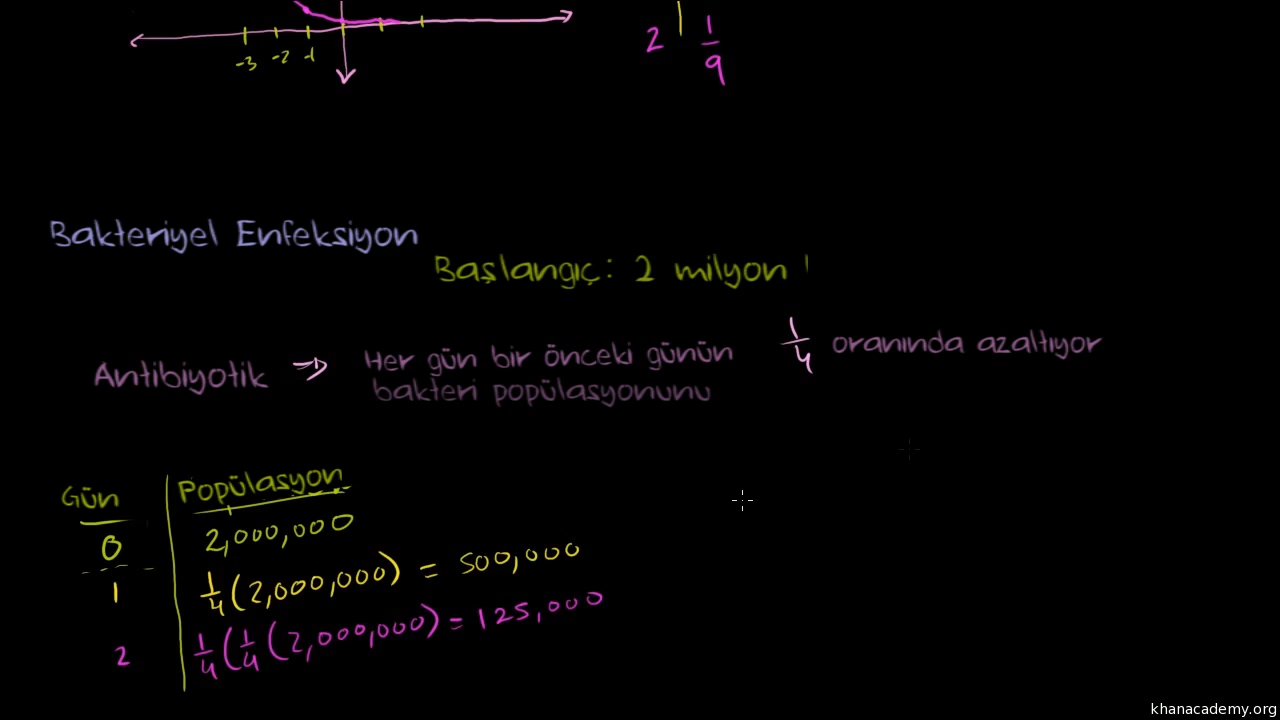 -3 -2 -1
2 1/9
Bakteriyel Enfeksiyon
Başlangıç: 2 milyon
Antibiyotik → Her gün bir önceki günün 1/4 oranında azaltıyor
bakteri popülasyonunu
Gün Popülasyon
0 2,000,000
1 1/4(2,000,000) = 500,000
2 1/4(1/4(2,000,000) = 125,000
khanacademy.org